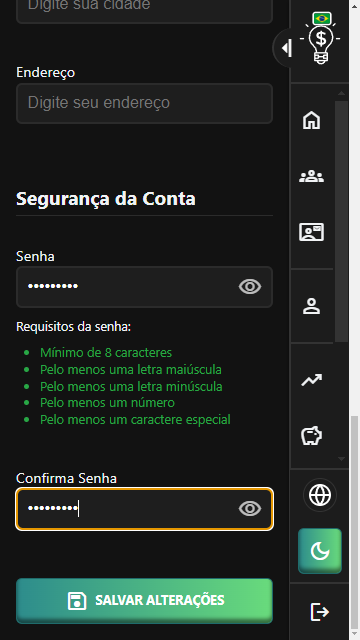 Digite sua cidade
Endereço
Digite seu endereço
Segurança da Conta
Senha
•••••••••
Requisitos da senha:
• Mínimo de 8 caracteres
• Pelo menos uma letra maiúscula
• Pelo menos uma letra minúscula
• Pelo menos um número
• Pelo menos um caractere especial
Confirma Senha
•••••••••
SALVAR ALTERAÇÕES
$